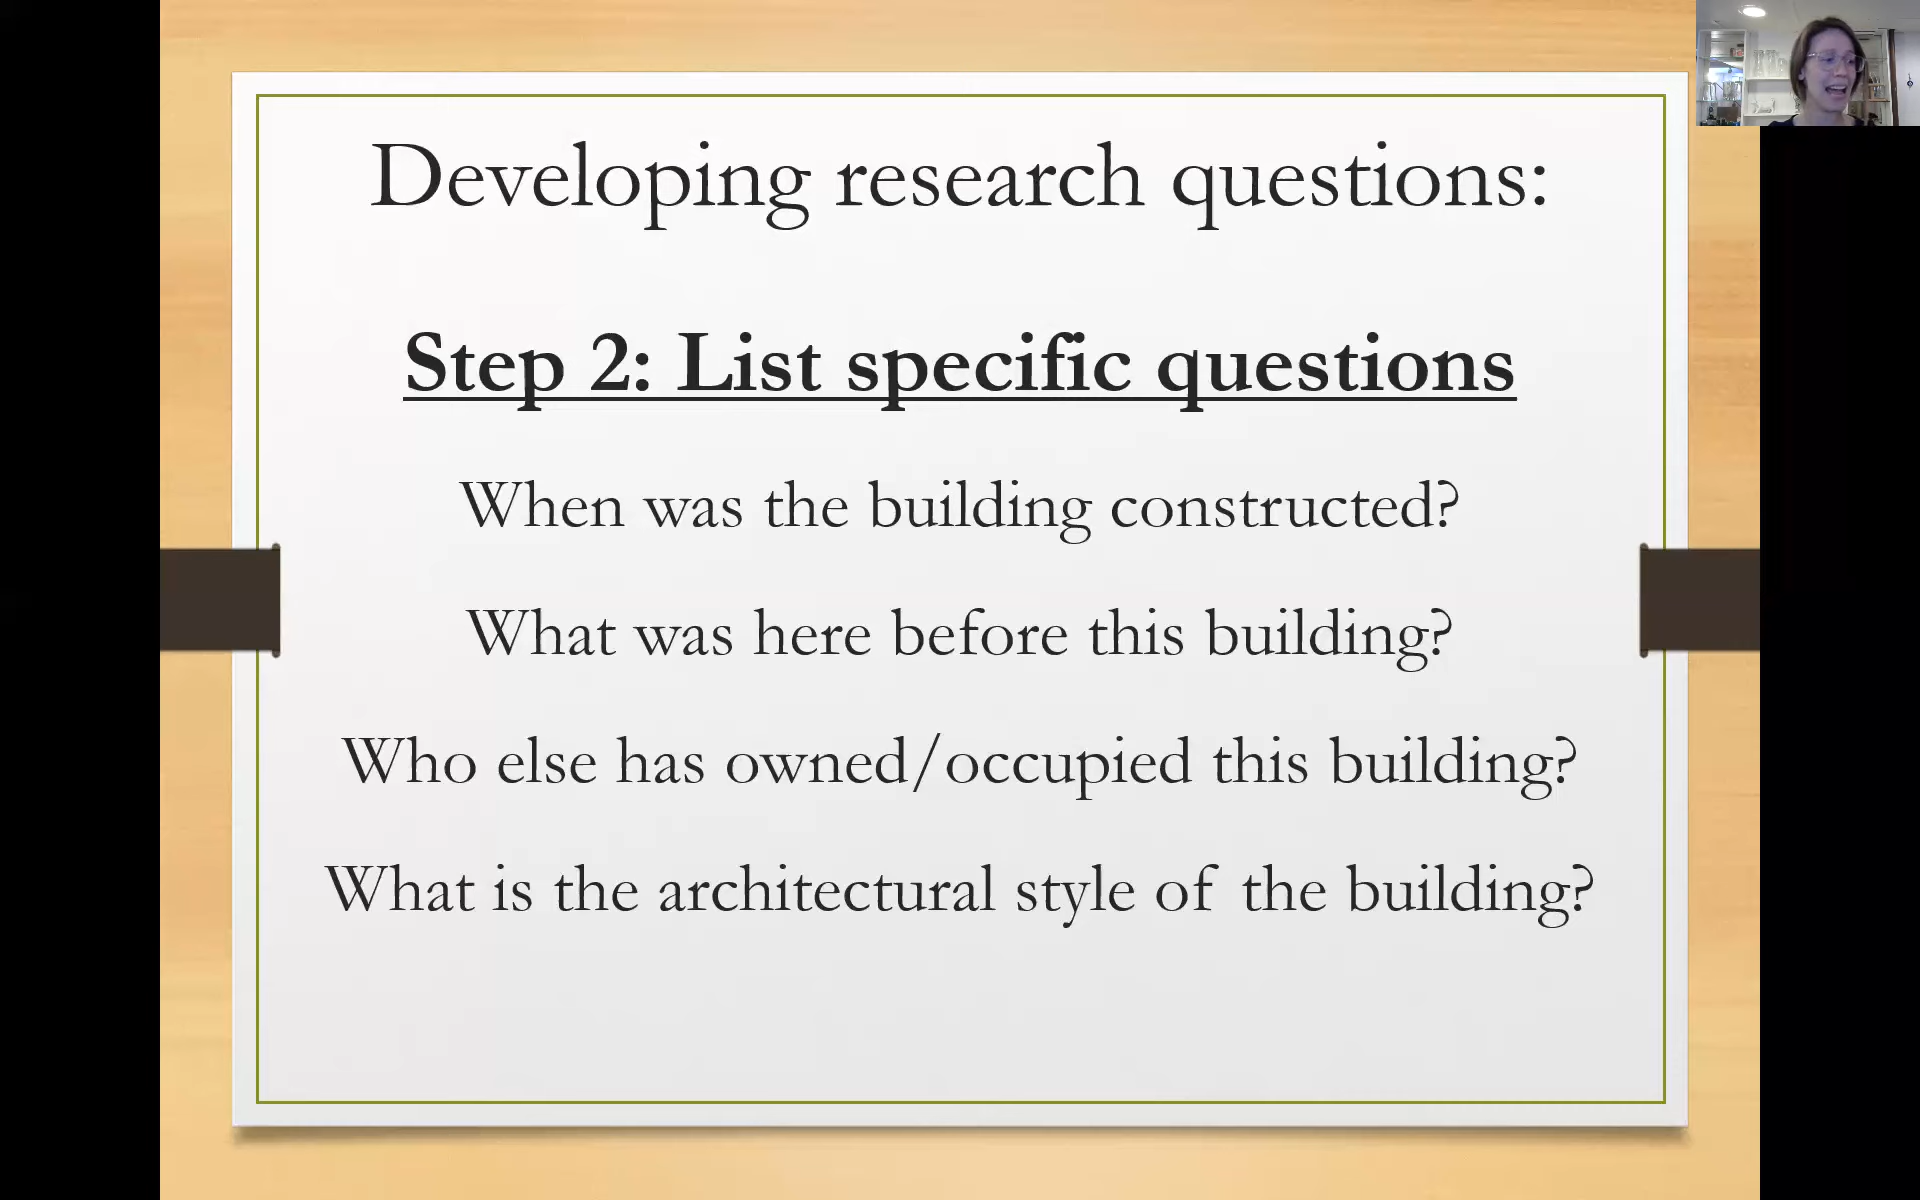 Developing research questions:
Step 2: List specific questions
When was the building constructed?
What was here before this building?
Who else has owned/occupied this building?
What is the architectural style of the building?